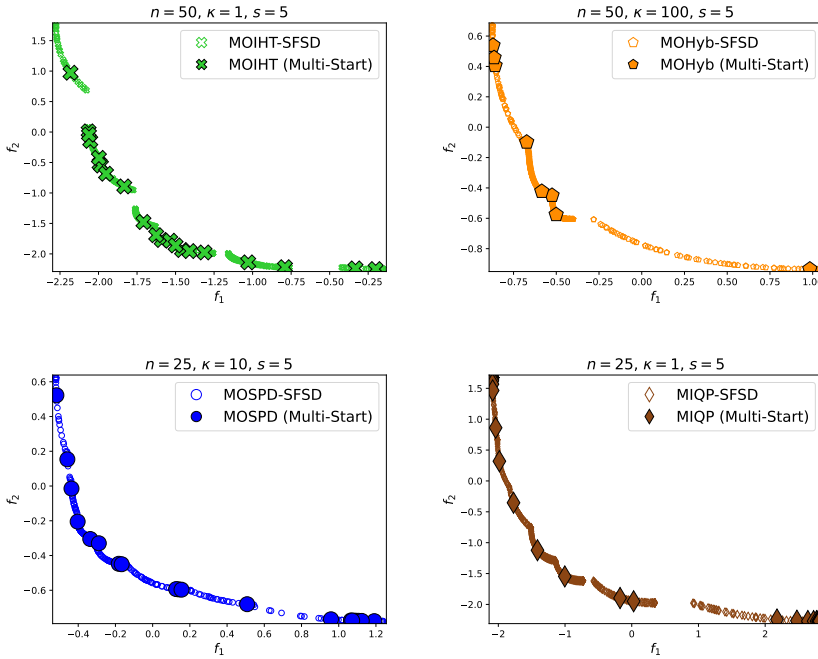 n = 50, κ = 1, s = 5
MOIHT-SFSD
MOIHT (Multi-Start)
1.5
1.0
0.5
0.0
−0.5
−1.0
−1.5
−2.0
f2
−2.25 −2.00 −1.75 −1.50 −1.25 −1.00 −0.75 −0.50 −0.25
f1
n = 50, κ = 100, s = 5
MOHyb-SFSD
MOHyb (Multi-Start)
0.6
0.4
0.2
0.0
−0.2
−0.4
−0.6
−0.8
f2
−0.75 −0.50 −0.25 0.00 0.25 0.50 0.75 1.00
f1
n = 25, κ = 10, s = 5
MOSPD-SFSD
MOSPD (Multi-Start)
0.6
0.4
0.2
0.0
−0.2
−0.4
−0.6
f2
−0.4 −0.2 0.0 0.2 0.4 0.6 0.8 1.0 1.2
f1
n = 25, κ = 1, s = 5
MIQP-SFSD
MIQP (Multi-Start)
1.5
1.0
0.5
0.0
−0.5
−1.0
−1.5
−2.0
f2
−2 −1 0 1 2
f1